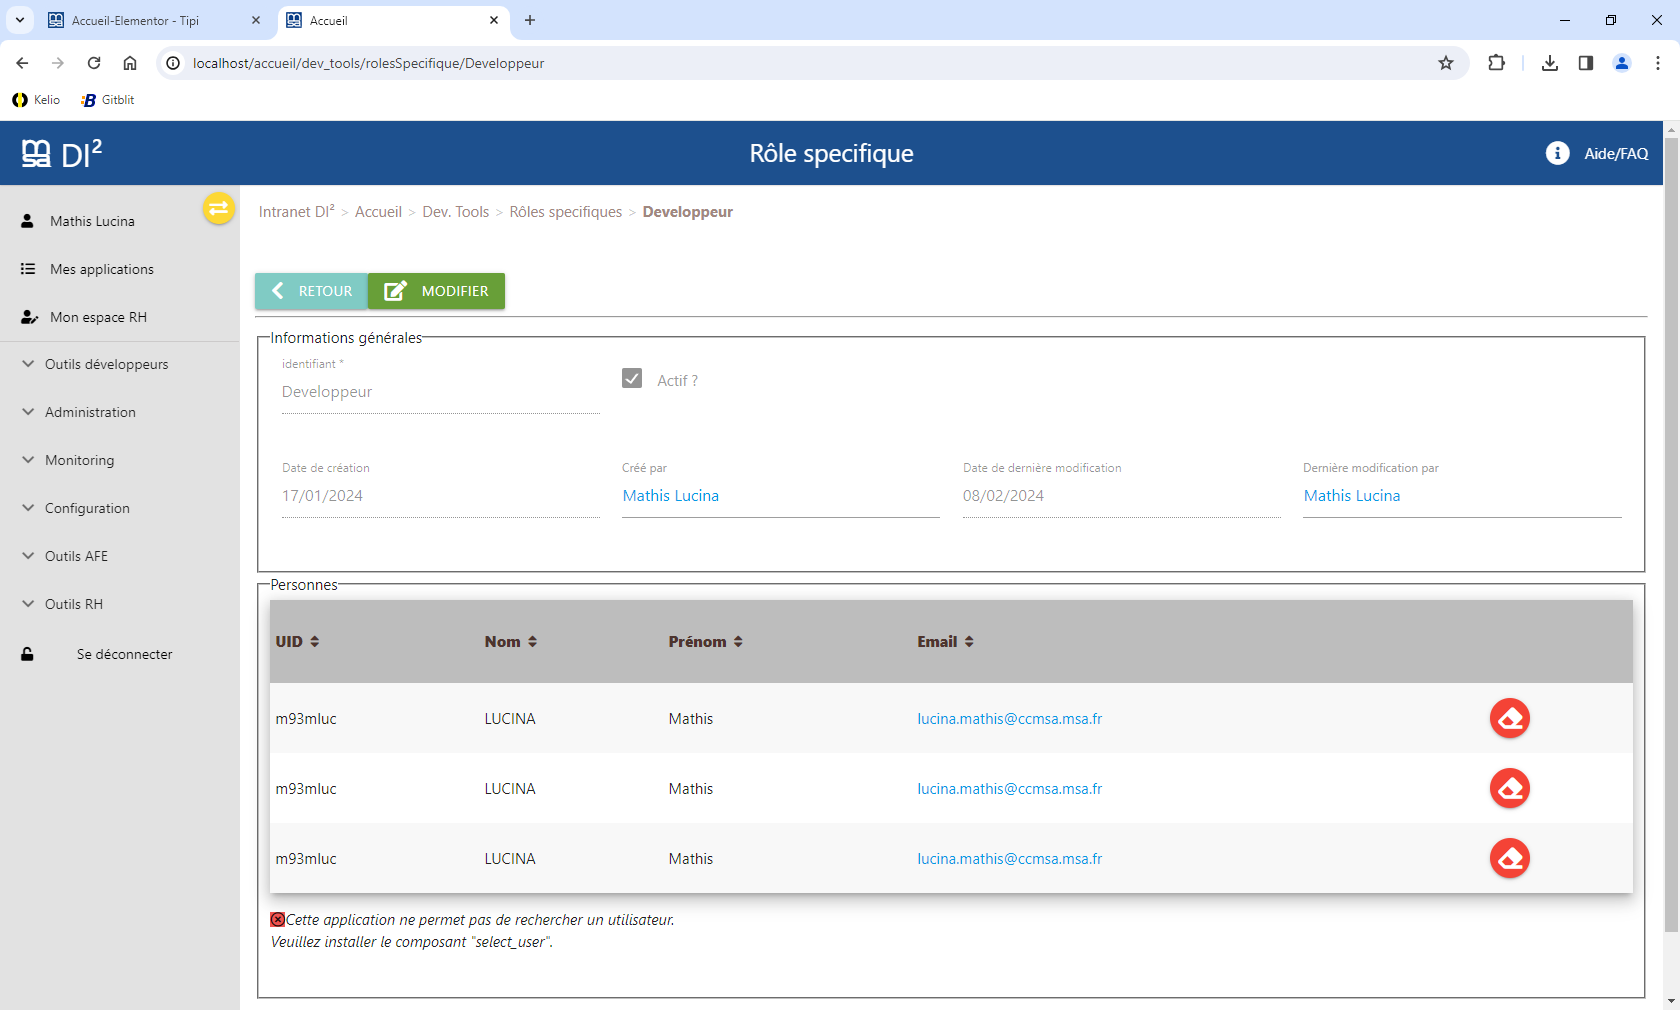 Accueil-Elementor - Tipi
Accueil
localhost/accueil/dev_tools/rolesSpecifique/Developpeur
Kelio
Gitblit
msa DI²
Rôle specifique
Aide/FAQ
Mathis Lucina
Mes applications
Mon espace RH
Outils développeurs
Administration
Monitoring
Configuration
Outils AFE
Outils RH
Se déconnecter
Intranet DI² > Accueil > Dev. Tools > Rôles specifiques > Developpeur
RETOUR
MODIFIER
Informations générales
identifiant *
Developpeur
Actif ?
Date de création
17/01/2024
Créé par
Mathis Lucina
Date de dernière modification
08/02/2024
Dernière modification par
Mathis Lucina
Personnes
UID Nom Prénom Email
m93mluc LUCINA Mathis lucina.mathis@ccmsa.msa.fr
m93mluc LUCINA Mathis lucina.mathis@ccmsa.msa.fr
m93mluc LUCINA Mathis lucina.mathis@ccmsa.msa.fr
Cette application ne permet pas de rechercher un utilisateur.
Veuillez installer le composant "select_user".